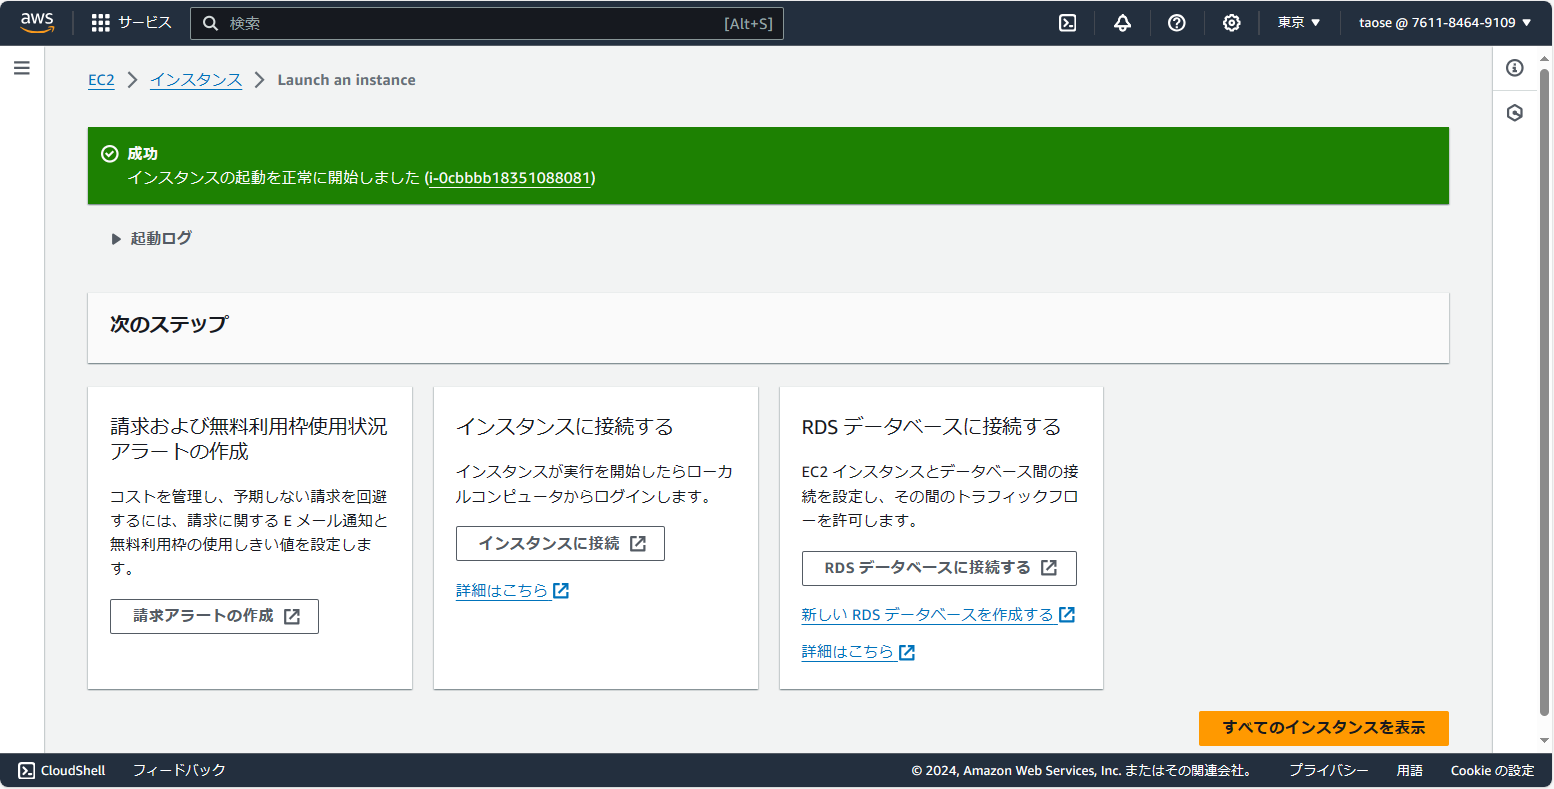 aws
サービス
検索
[Alt+S]
東京 ▼
taose @ 7611-8464-9109 ▼
EC2 > インスタンス > Launch an instance
成功
インスタンスの起動を正常に開始しました (i-0cbbbb18351088081)
▶ 起動ログ
次のステップ
請求および無料利用枠使用状況
アラートの作成
コストを管理し、予期しない請求を回避
するには、請求に関する E メール通知と
無料利用枠の使用しきい値を設定しま
す。
請求アラートの作成
インスタンスに接続する
インスタンスが実行を開始したらローカ
ルコンピュータからログインします。
インスタンスに接続
詳細はこちら
RDS データベースに接続する
EC2 インスタンスとデータベース間の接
続を設定し、その間のトラフィックフロ
ーを許可します。
RDS データベースに接続する
新しい RDS データベースを作成する
詳細はこちら
すべてのインスタンスを表示
CloudShell
フィードバック
© 2024, Amazon Web Services, Inc. またはその関連会社。
プライバシー
用語
Cookie の設定